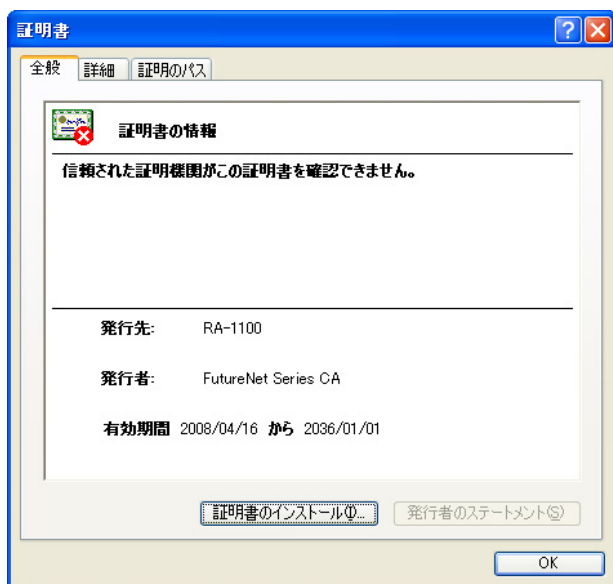 証明書
全般 詳細 証明のパス
証明書の情報
信頼された証明機関がこの証明書を確認できません。
発行先: RA-1100
発行者: FutureNet Series CA
有効期間 2008/04/16 から 2036/01/01
証明書のインストール(I)... 発行者のステートメント(S)
OK